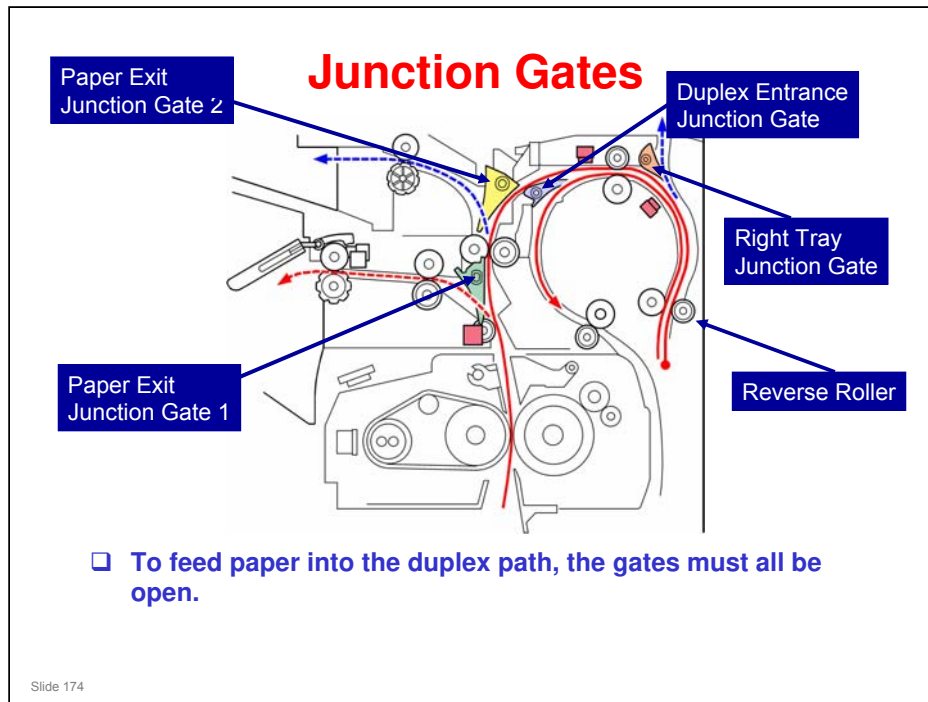 Junction Gates
Paper Exit
Junction Gate 2
Duplex Entrance
Junction Gate
Right Tray
Junction Gate
Paper Exit
Junction Gate 1
Reverse Roller
❑ To feed paper into the duplex path, the gates must all be
open.
Slide 174